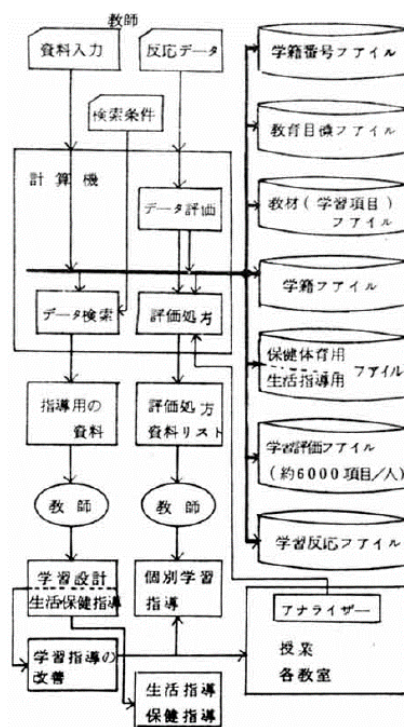 教師
資料入力
反応データ
検索条件
計算機
データ評価
データ検索
評価処方
指導用の
資料
評価処方
資料リスト
教師
教師
学習設計
生活保健指導
個別学習
指導
学習指導の
改善
生活指導
保健指導
学籍番号ファイル
教育目標ファイル
教材(学習項目)
ファイル
学籍ファイル
保健体育用
生活指導用
ファイル
学習評価ファイル
(約6000項目/人)
学習反応ファイル
アナライザー
授業
各教室